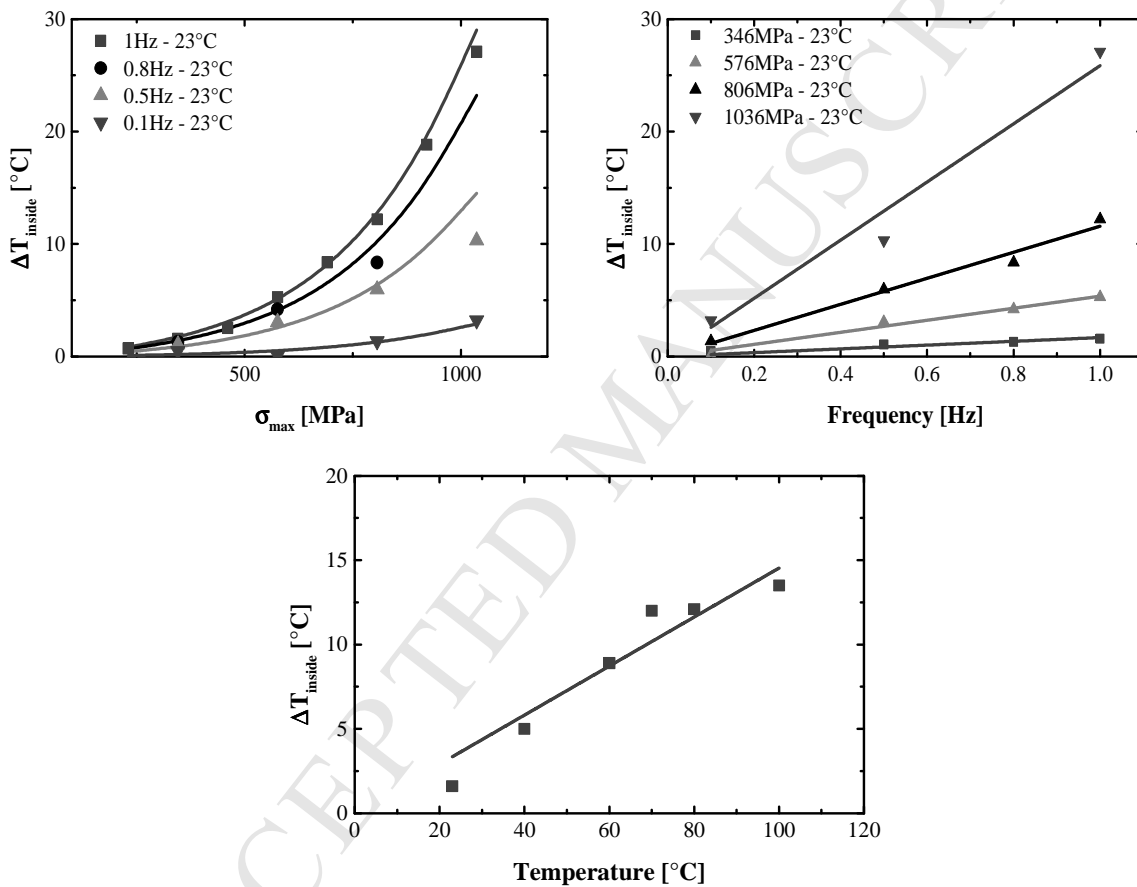 30
20
10
0
500
1000
ΔT_inside [°C]
σ_max [MPa]
1Hz - 23°C
0.8Hz - 23°C
0.5Hz - 23°C
0.1Hz - 23°C
30
20
10
0
0.0
0.2
0.4
0.6
0.8
1.0
ΔT_inside [°C]
Frequency [Hz]
346MPa - 23°C
576MPa - 23°C
806MPa - 23°C
1036MPa - 23°C
20
15
10
5
0
0
20
40
60
80
100
120
ΔT_inside [°C]
Temperature [°C]
CEPTED MANUSCR